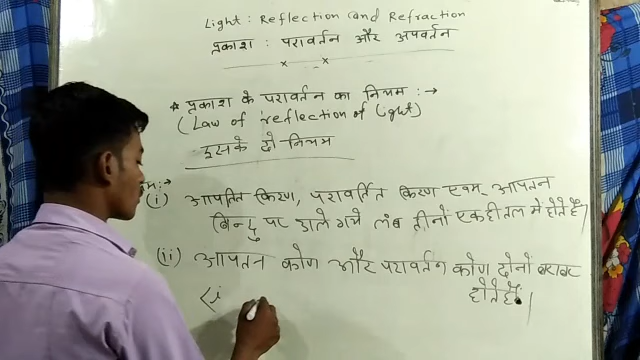 Light: Reflection and Refraction
प्रकाश : परावर्तन और अपवर्तन
* प्रकाश के परावर्तन का नियम :→
(Law of reflection of light)
इसके दो नियम
(i) आपतित किरण, परावर्तित किरण एवम् आपतन
बिन्दु पर डाले गये लंब तीनों एक ही तल में होते हैं।
(ii) आपतन कोण और परावर्तन कोण दोनों बराबर
होते हैं।
<i